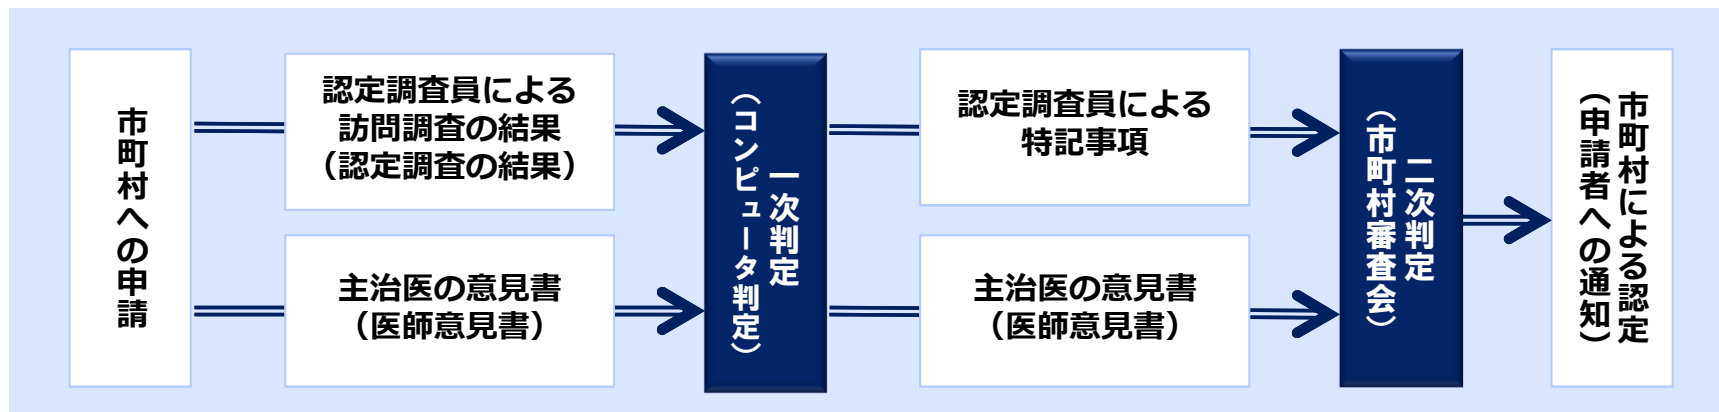 市町村への申請
認定調査員による
訪問調査の結果
（認定調査の結果）
主治医の意見書
（医師意見書）
一次判定
（コンピュータ判定）
認定調査員による
特記事項
主治医の意見書
（医師意見書）
二次判定
（市町村審査会）
市町村による認定
（申請者への通知）